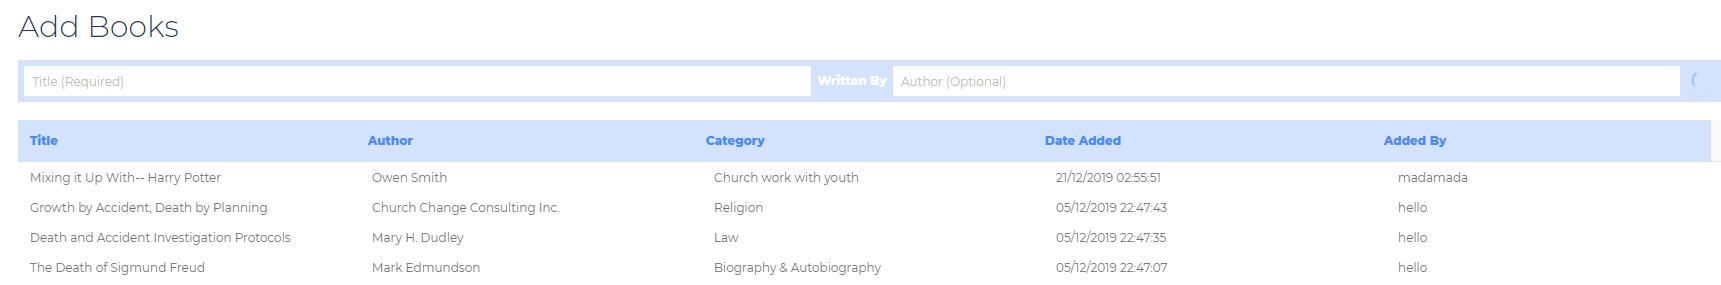 Add Books
Title (Required) Written By Author (Optional)
Title Author Category Date Added Added By
Mixing it Up With-- Harry Potter Owen Smith Church work with youth 21/12/2019 02:55:51 madamada
Growth by Accident, Death by Planning Church Change Consulting Inc. Religion 05/12/2019 22:47:43 hello
Death and Accident Investigation Protocols Mary H. Dudley Law 05/12/2019 22:47:35 hello
The Death of Sigmund Freud Mark Edmundson Biography & Autobiography 05/12/2019 22:47:07 hello